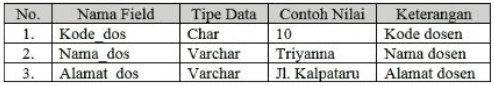 No. Nama Field Tipe Data Contoh Nilai Keterangan
1. Kode_dos Char 10 Kode dosen
2. Nama_dos Varchar Triyanna Nama dosen
3. Alamat_dos Varchar Jl. Kalpataru Alamat dosen